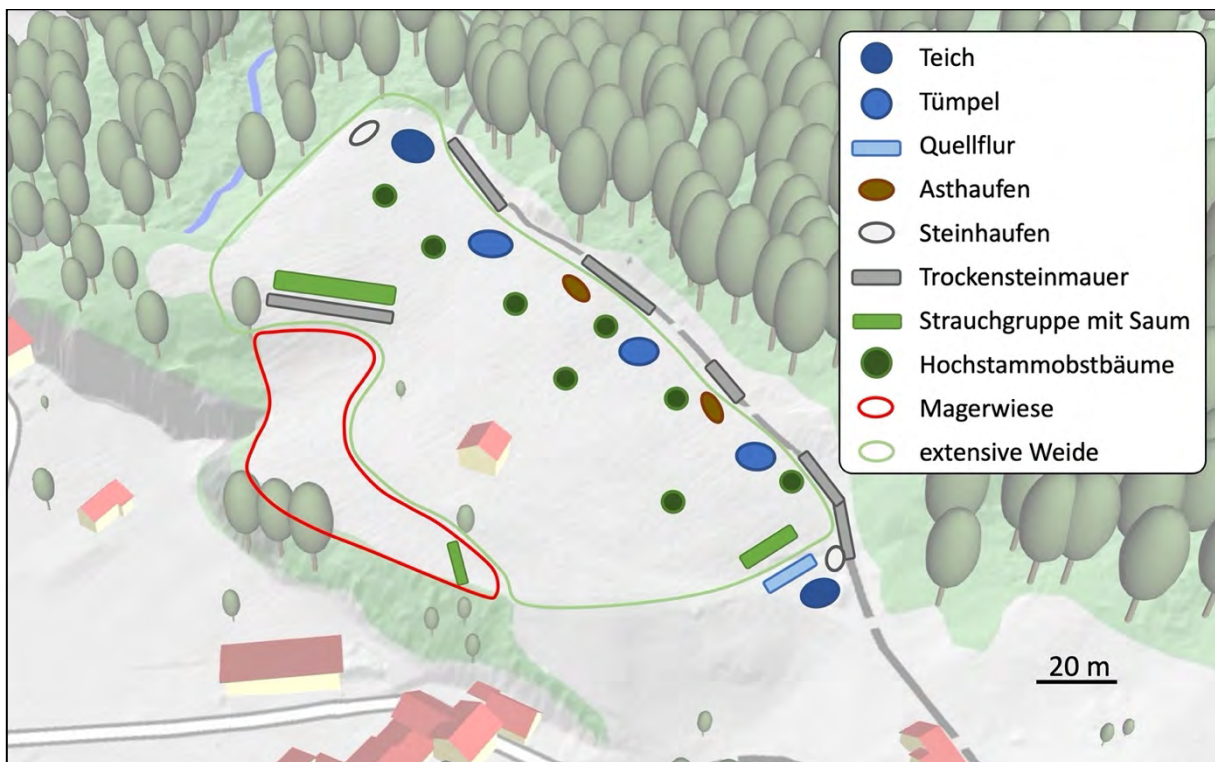 Teich
Tümpel
Quellflur
Asthaufen
Steinhaufen
Trockensteinmauer
Strauchgruppe mit Saum
Hochstammobstbäume
Magerwiese
extensive Weide
20 m